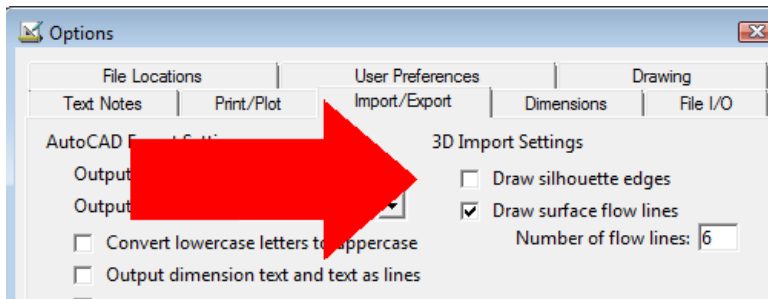 Options
File Locations User Preferences Drawing
Text Notes Print/Plot Import/Export Dimensions File I/O
AutoCAD
3D Import Settings
Output
Draw silhouette edges
Output
Draw surface flow lines
Convert lowercase letters to uppercase
Number of flow lines: 6
Output dimension text and text as lines